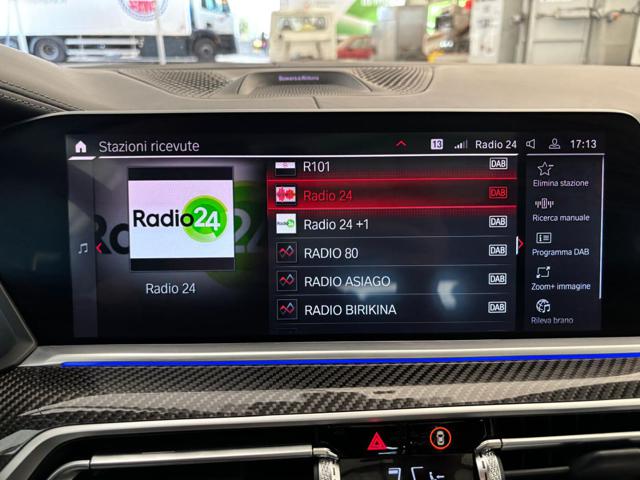 Bowers & Wilkins
Stazioni ricevute
13
Radio 24
17:13
R101 DAB
Radio 24 DAB
Radio 24 +1 DAB
RADIO 80 DAB
RADIO ASIAGO DAB
RADIO BIRIKINA DAB
Radio24
Radio 24
Elimina stazione
Ricerca manuale
Programma DAB
Zoom+ immagine
Rileva brano